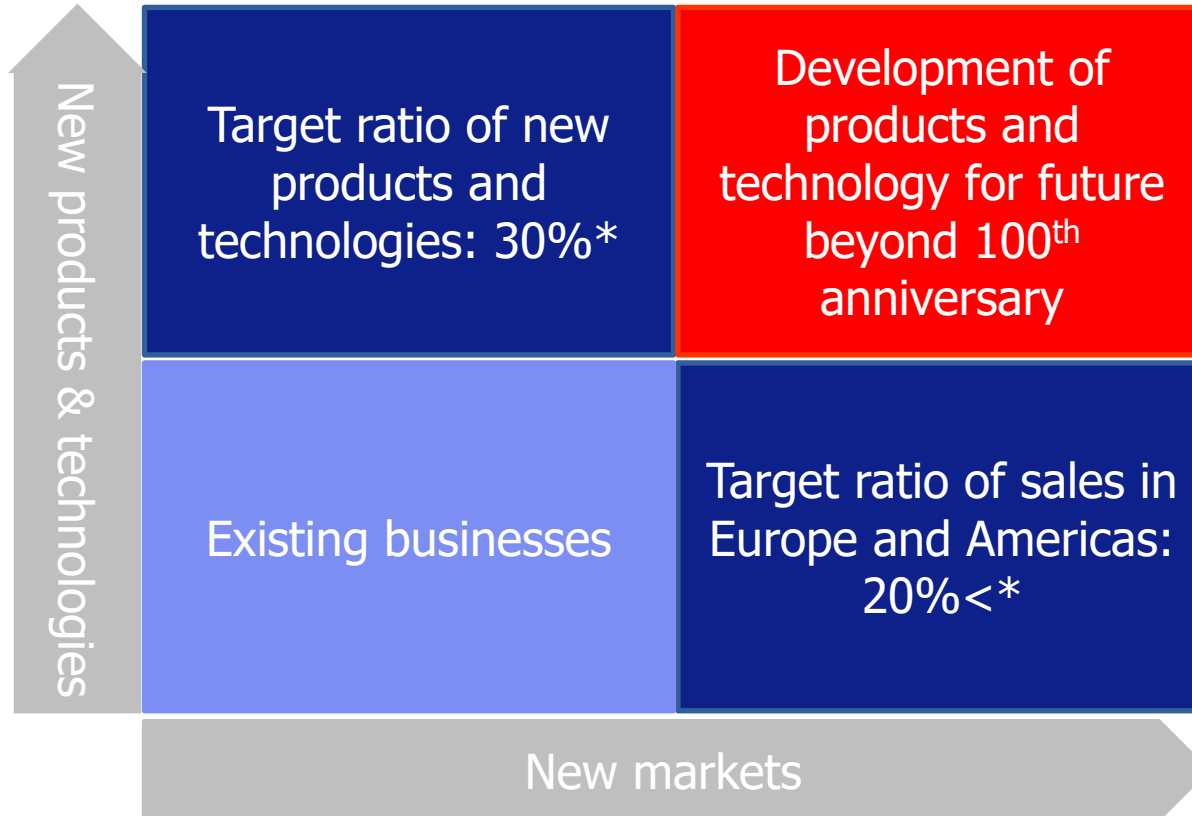 New products & technologies
Target ratio of new
products and
technologies: 30%*
Development of
products and
technology for future
beyond 100th
anniversary
Existing businesses
Target ratio of sales in
Europe and Americas:
20%<*
New markets